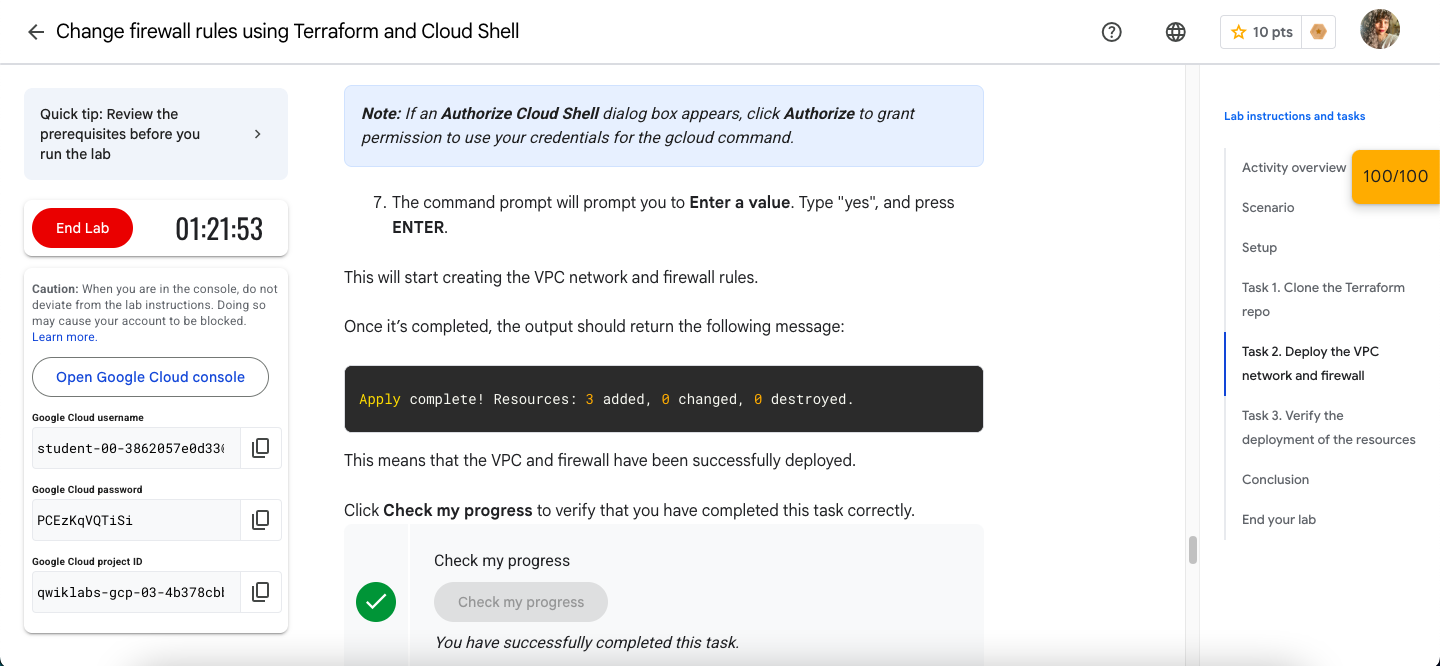 Change firewall rules using Terraform and Cloud Shell
10 pts
Quick tip: Review the
prerequisites before you
run the lab
End Lab
01:21:53
Caution: When you are in the console, do not
deviate from the lab instructions. Doing so
may cause your account to be blocked.
Learn more.
Open Google Cloud console
Google Cloud username
student-00-3862057e0d33
Google Cloud password
PCEzKqVQTiSi
Google Cloud project ID
qwiklabs-gcp-03-4b378cb
Note: If an Authorize Cloud Shell dialog box appears, click Authorize to grant
permission to use your credentials for the gcloud command.
7. The command prompt will prompt you to Enter a value. Type "yes", and press
ENTER.
This will start creating the VPC network and firewall rules.
Once it’s completed, the output should return the following message:
Apply complete! Resources: 3 added, 0 changed, 0 destroyed.
This means that the VPC and firewall have been successfully deployed.
Click Check my progress to verify that you have completed this task correctly.
Check my progress
Check my progress
You have successfully completed this task.
Lab instructions and tasks
Activity overview
100/100
Scenario
Setup
Task 1. Clone the Terraform
repo
Task 2. Deploy the VPC
network and firewall
Task 3. Verify the
deployment of the resources
Conclusion
End your lab